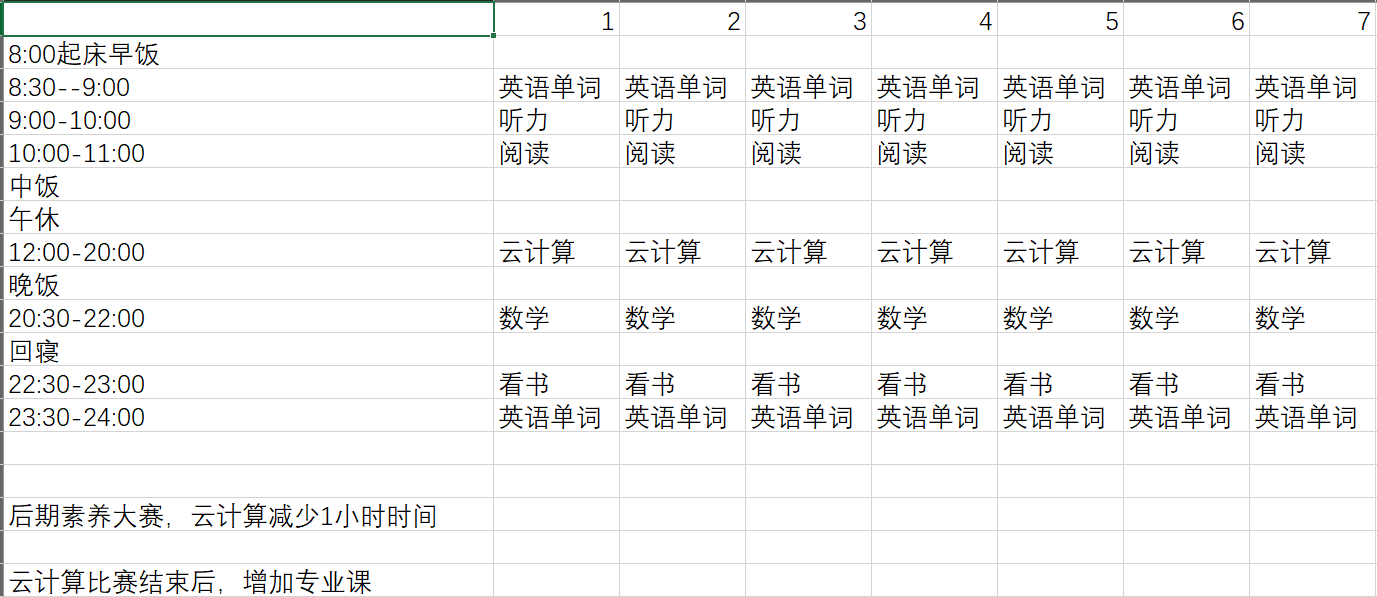 1 2 3 4 5 6 7
8:00起床早饭
8:30--9:00 英语单词 英语单词 英语单词 英语单词 英语单词 英语单词 英语单词
9:00-10:00 听力 听力 听力 听力 听力 听力 听力
10:00-11:00 阅读 阅读 阅读 阅读 阅读 阅读 阅读
中饭
午休
12:00-20:00 云计算 云计算 云计算 云计算 云计算 云计算 云计算
晚饭
20:30-22:00 数学 数学 数学 数学 数学 数学 数学
回寝
22:30-23:00 看书 看书 看书 看书 看书 看书 看书
23:30-24:00 英语单词 英语单词 英语单词 英语单词 英语单词 英语单词 英语单词
后期素养大赛，云计算减少1小时时间
云计算比赛结束后，增加专业课